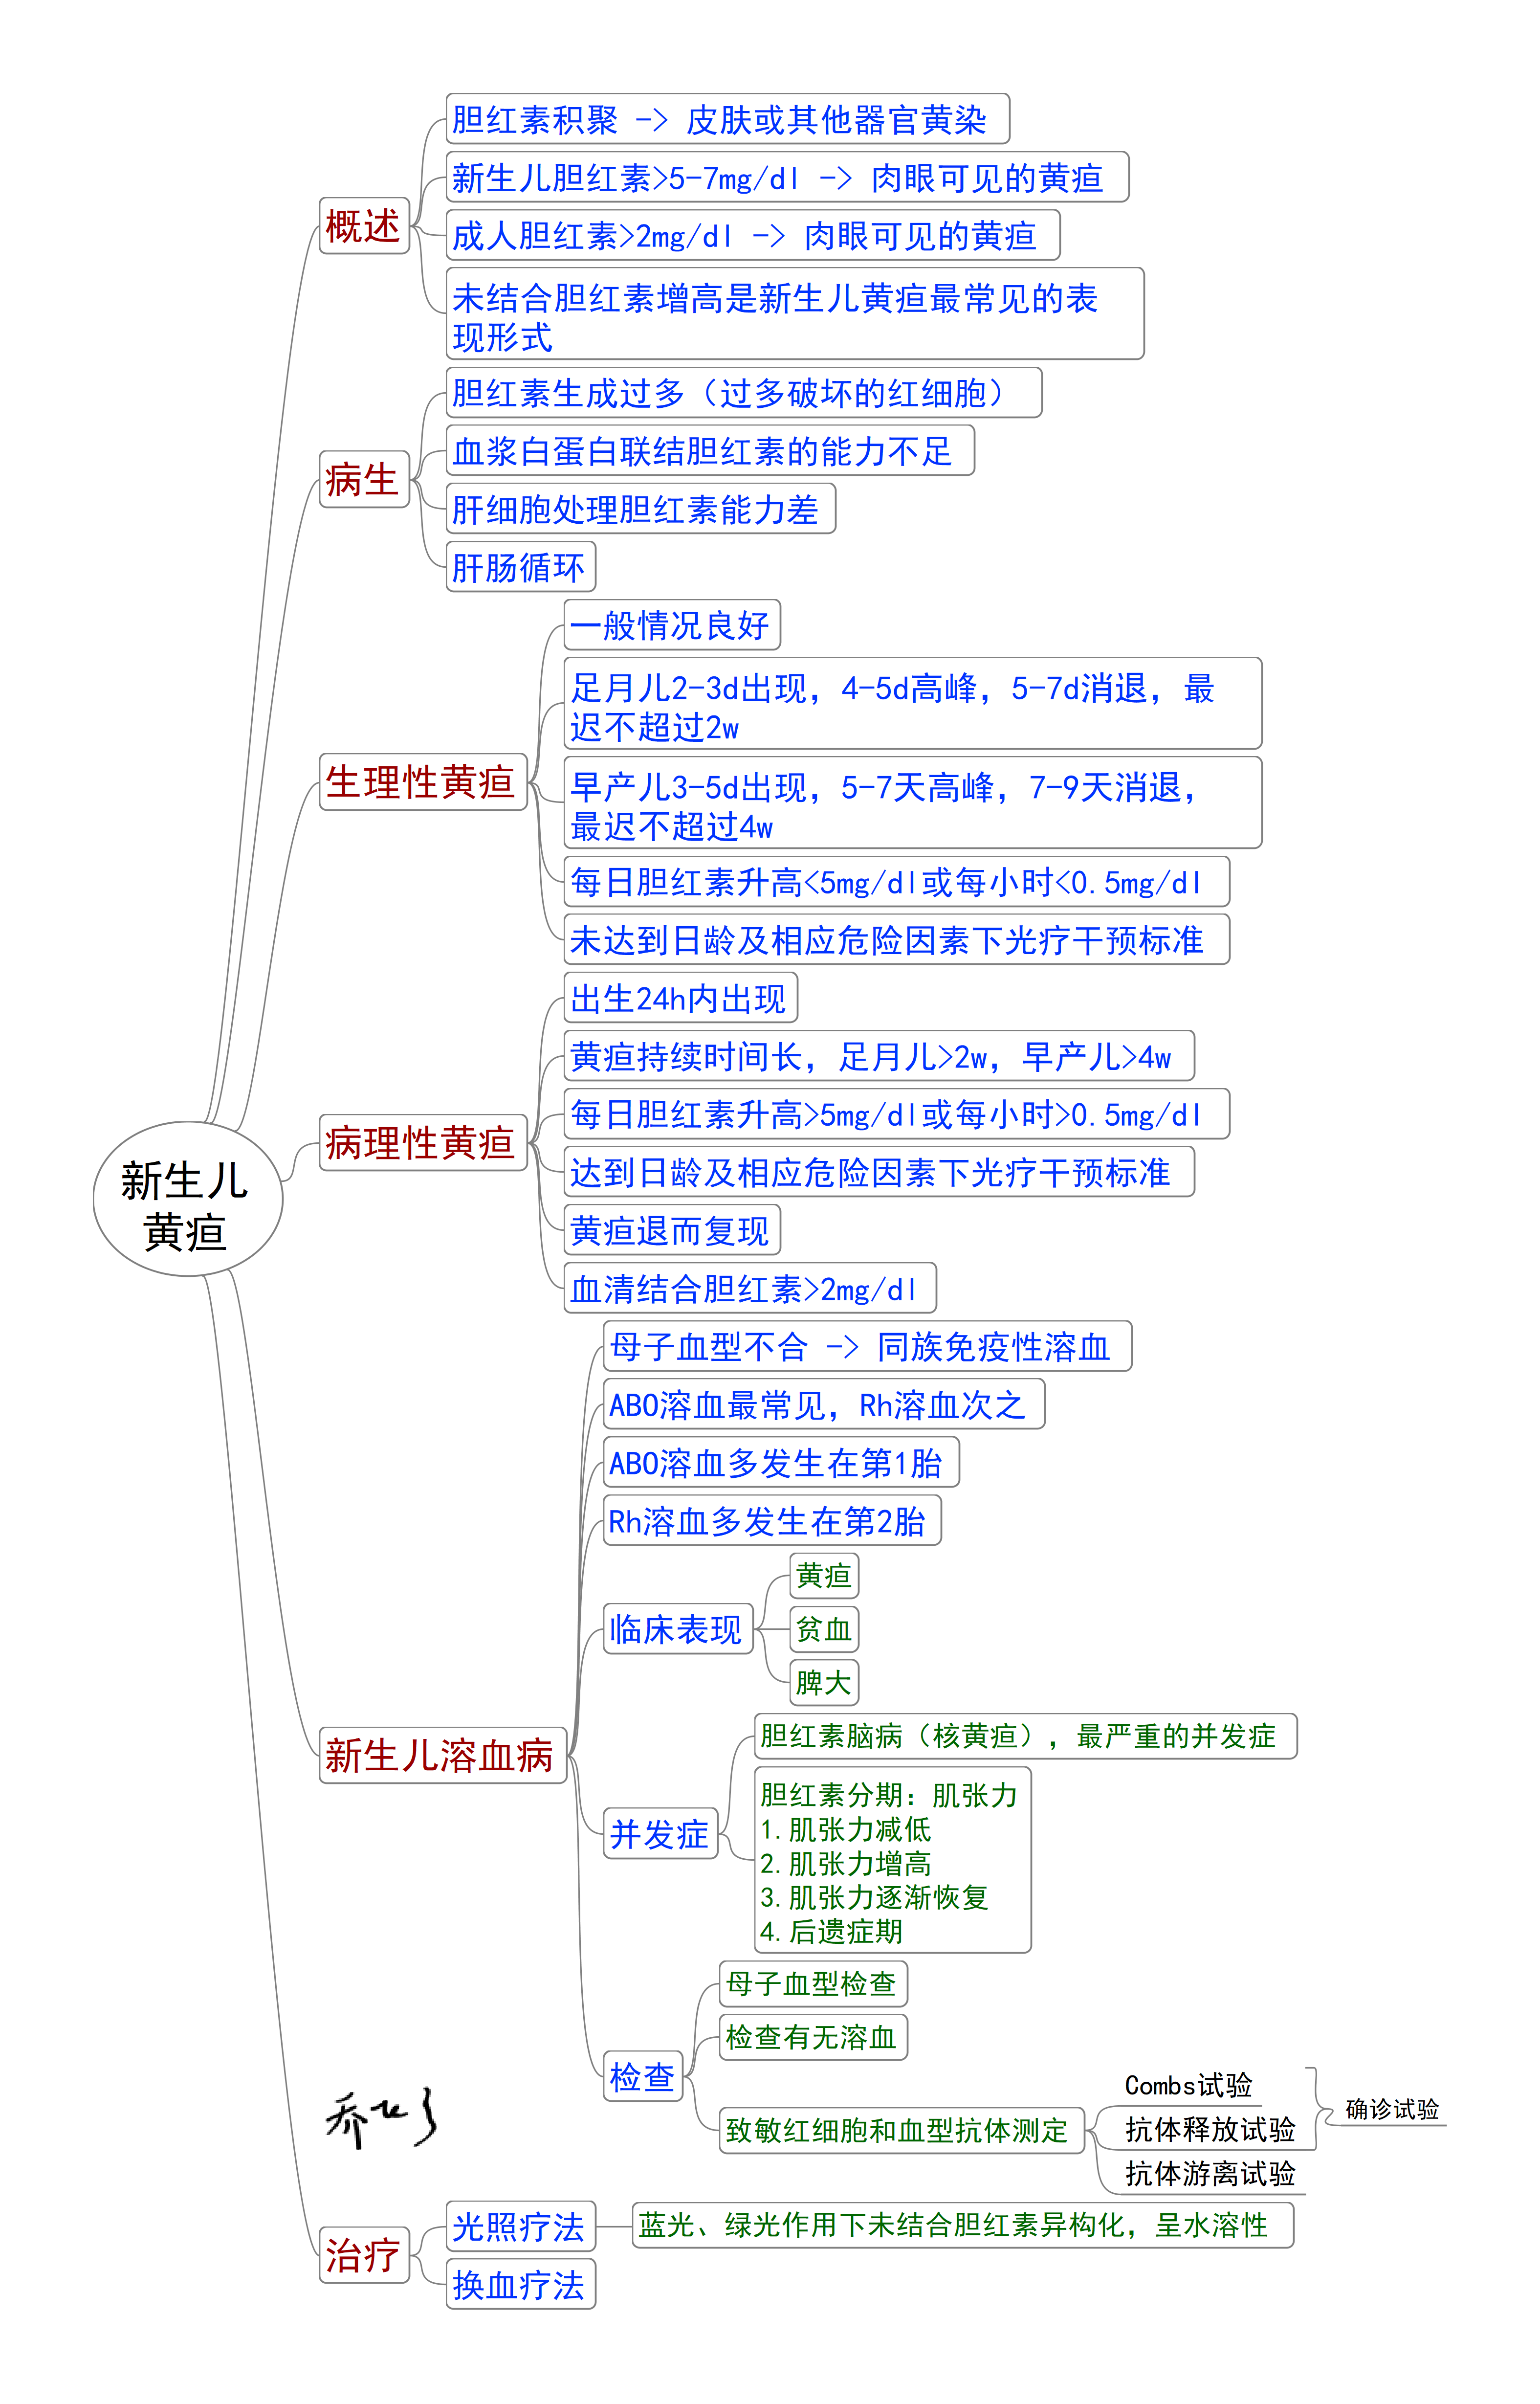 概述
胆红素积聚 -> 皮肤或其他器官黄染
新生儿胆红素>5-7mg/dl -> 肉眼可见的黄疸
成人胆红素>2mg/dl -> 肉眼可见的黄疸
未结合胆红素增高是新生儿黄疸最常见的表
现形式
病生
胆红素生成过多（过多破坏的红细胞）
血浆白蛋白联结胆红素的能力不足
肝细胞处理胆红素能力差
肝肠循环
生理性黄疸
一般情况良好
足月儿2-3d出现，4-5d高峰，5-7d消退，最
迟不超过2w
早产儿3-5d出现，5-7天高峰，7-9天消退，
最迟不超过4w
每日胆红素升高<5mg/dl或每小时<0.5mg/dl
未达到日龄及相应危险因素下光疗干预标准
新生儿
黄疸
病理性黄疸
出生24h内出现
黄疸持续时间长，足月儿>2w，早产儿>4w
每日胆红素升高>5mg/dl或每小时>0.5mg/dl
达到日龄及相应危险因素下光疗干预标准
黄疸退而复现
血清结合胆红素>2mg/dl
新生儿溶血病
母子血型不合 -> 同族免疫性溶血
ABO溶血最常见，Rh溶血次之
ABO溶血多发生在第1胎
Rh溶血多发生在第2胎
临床表现
黄疸
贫血
脾大
并发症
胆红素脑病（核黄疸），最严重的并发症
胆红素分期：肌张力
1.肌张力减低
2.肌张力增高
3.肌张力逐渐恢复
4.后遗症期
检查
母子血型检查
检查有无溶血
致敏红细胞和血型抗体测定
Combs试验
抗体释放试验
抗体游离试验
确诊试验
治疗
光照疗法
蓝光、绿光作用下未结合胆红素异构化，呈水溶性
换血疗法